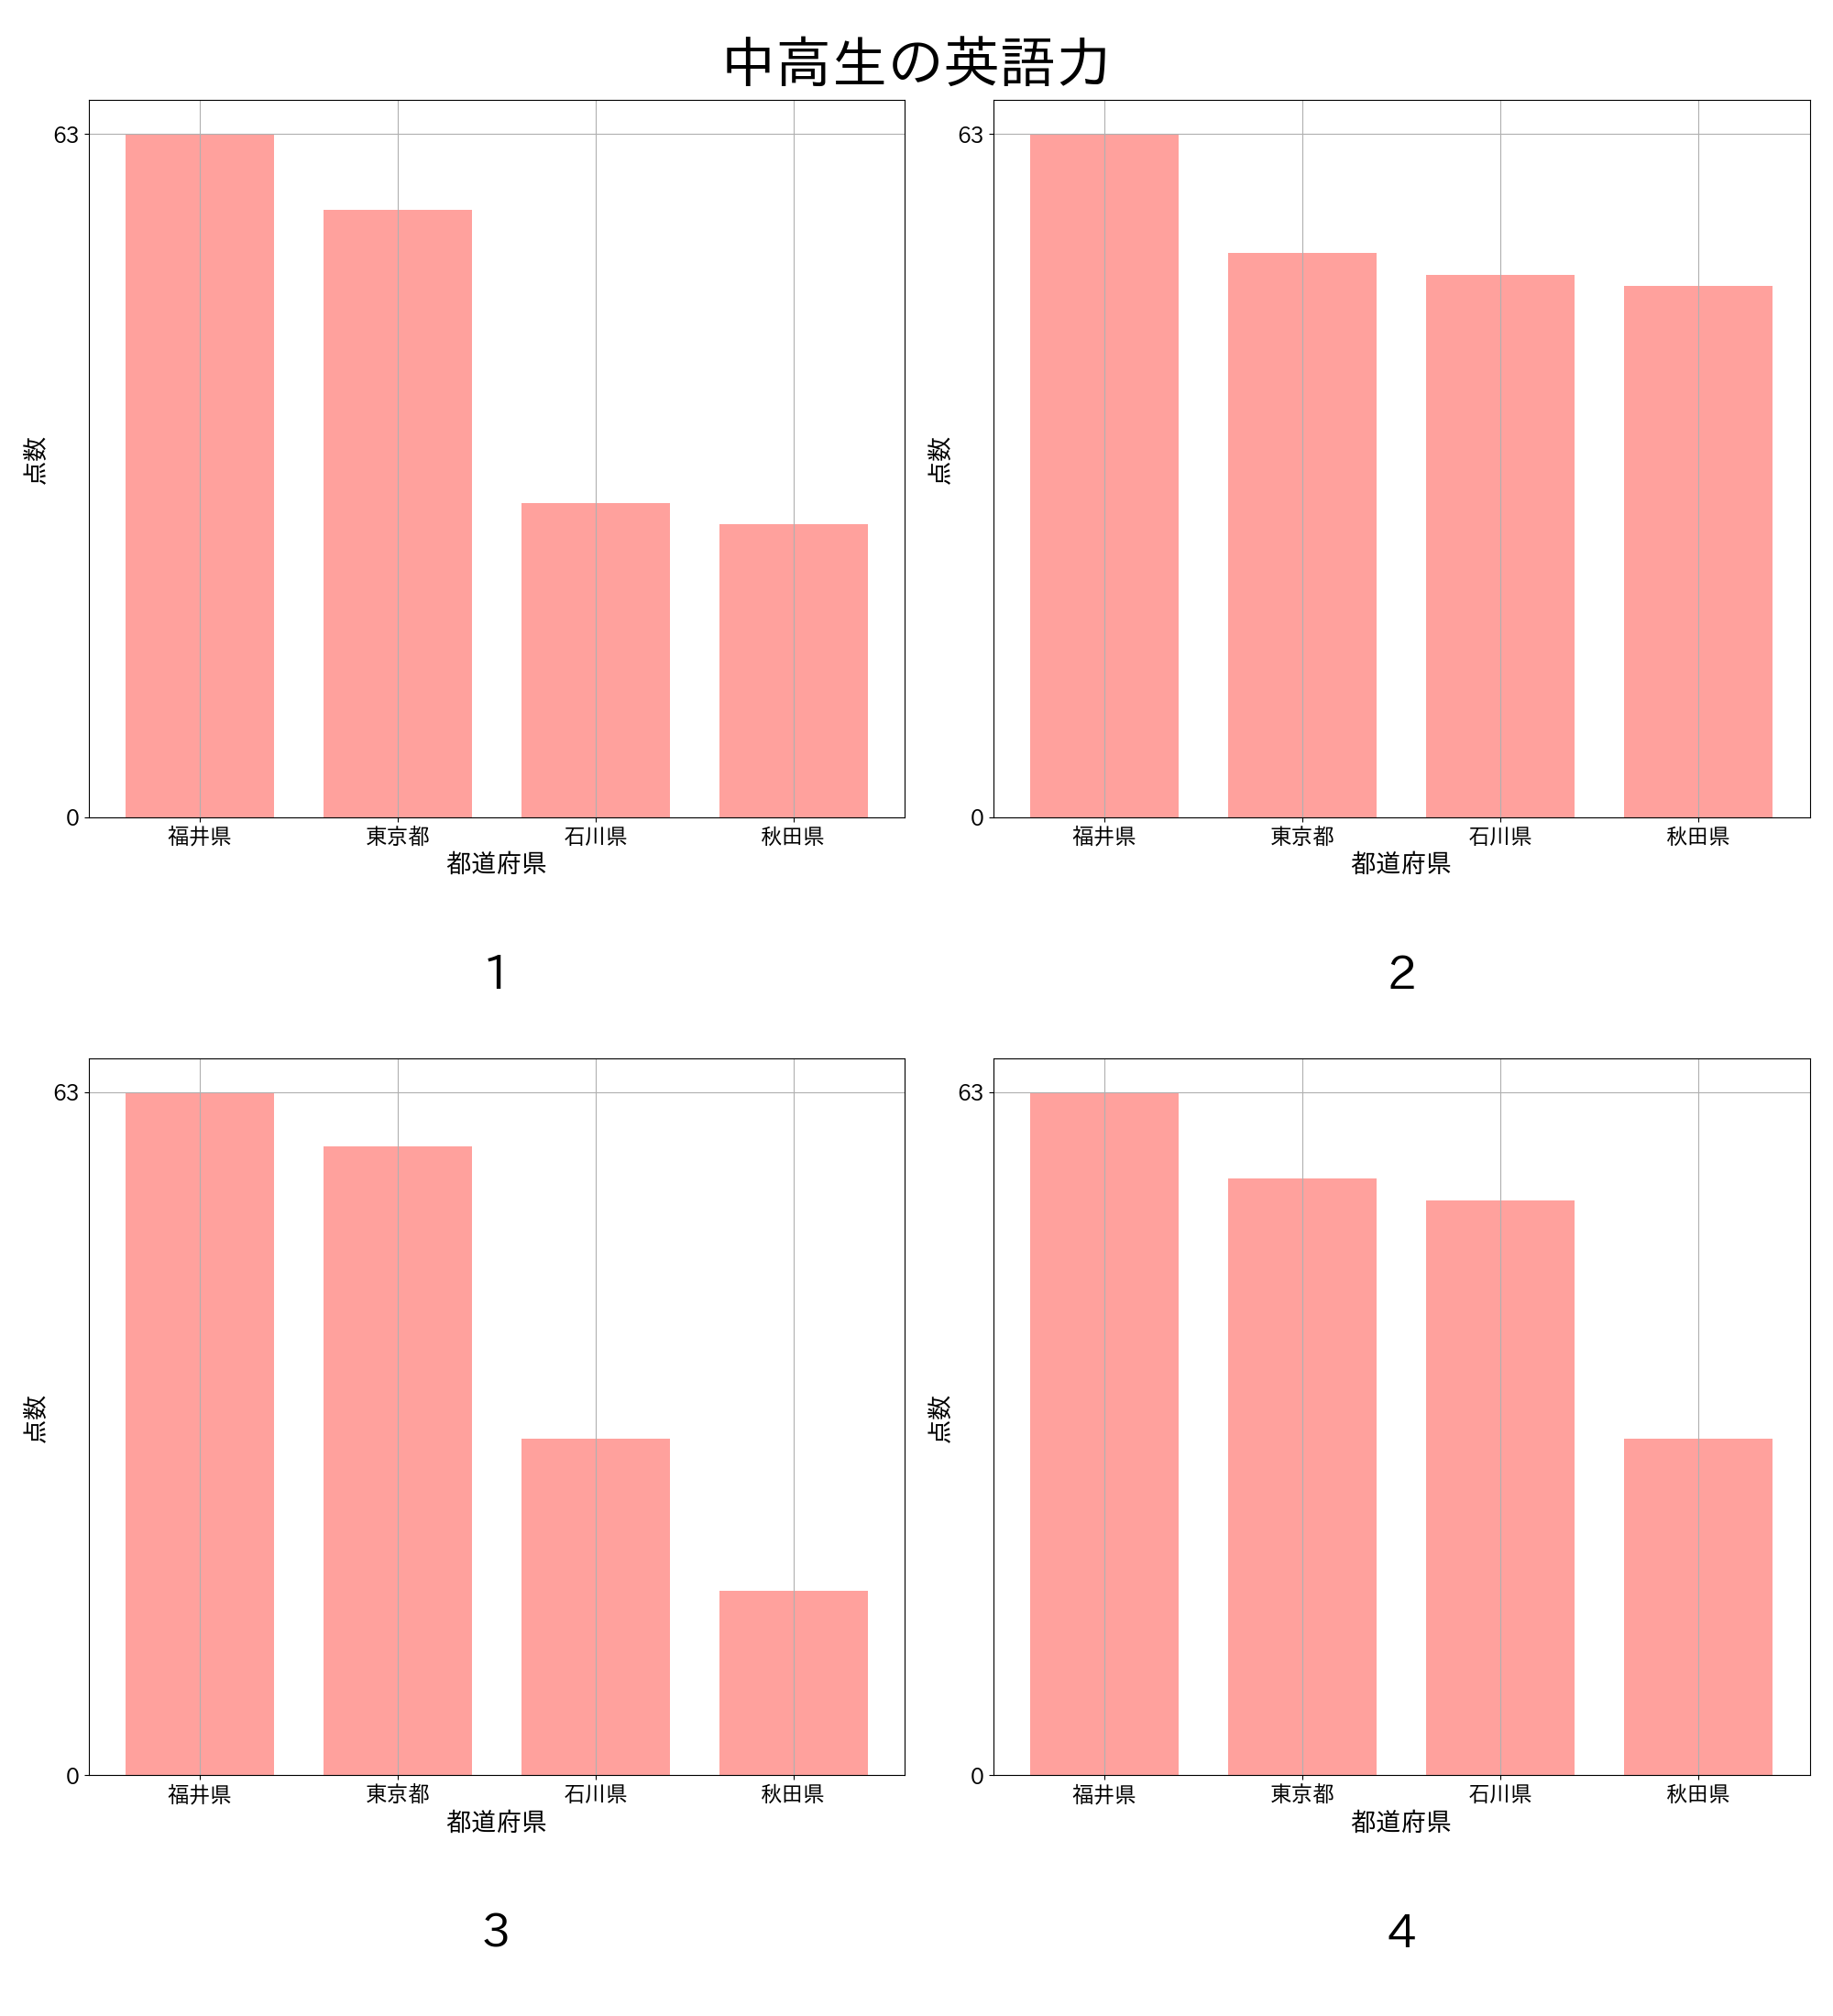 中高生の英語力
63
0
点数
福井県 東京都 石川県 秋田県
都道府県
1
63
0
点数
福井県 東京都 石川県 秋田県
都道府県
2
63
0
点数
福井県 東京都 石川県 秋田県
都道府県
3
63
0
点数
福井県 東京都 石川県 秋田県
都道府県
4